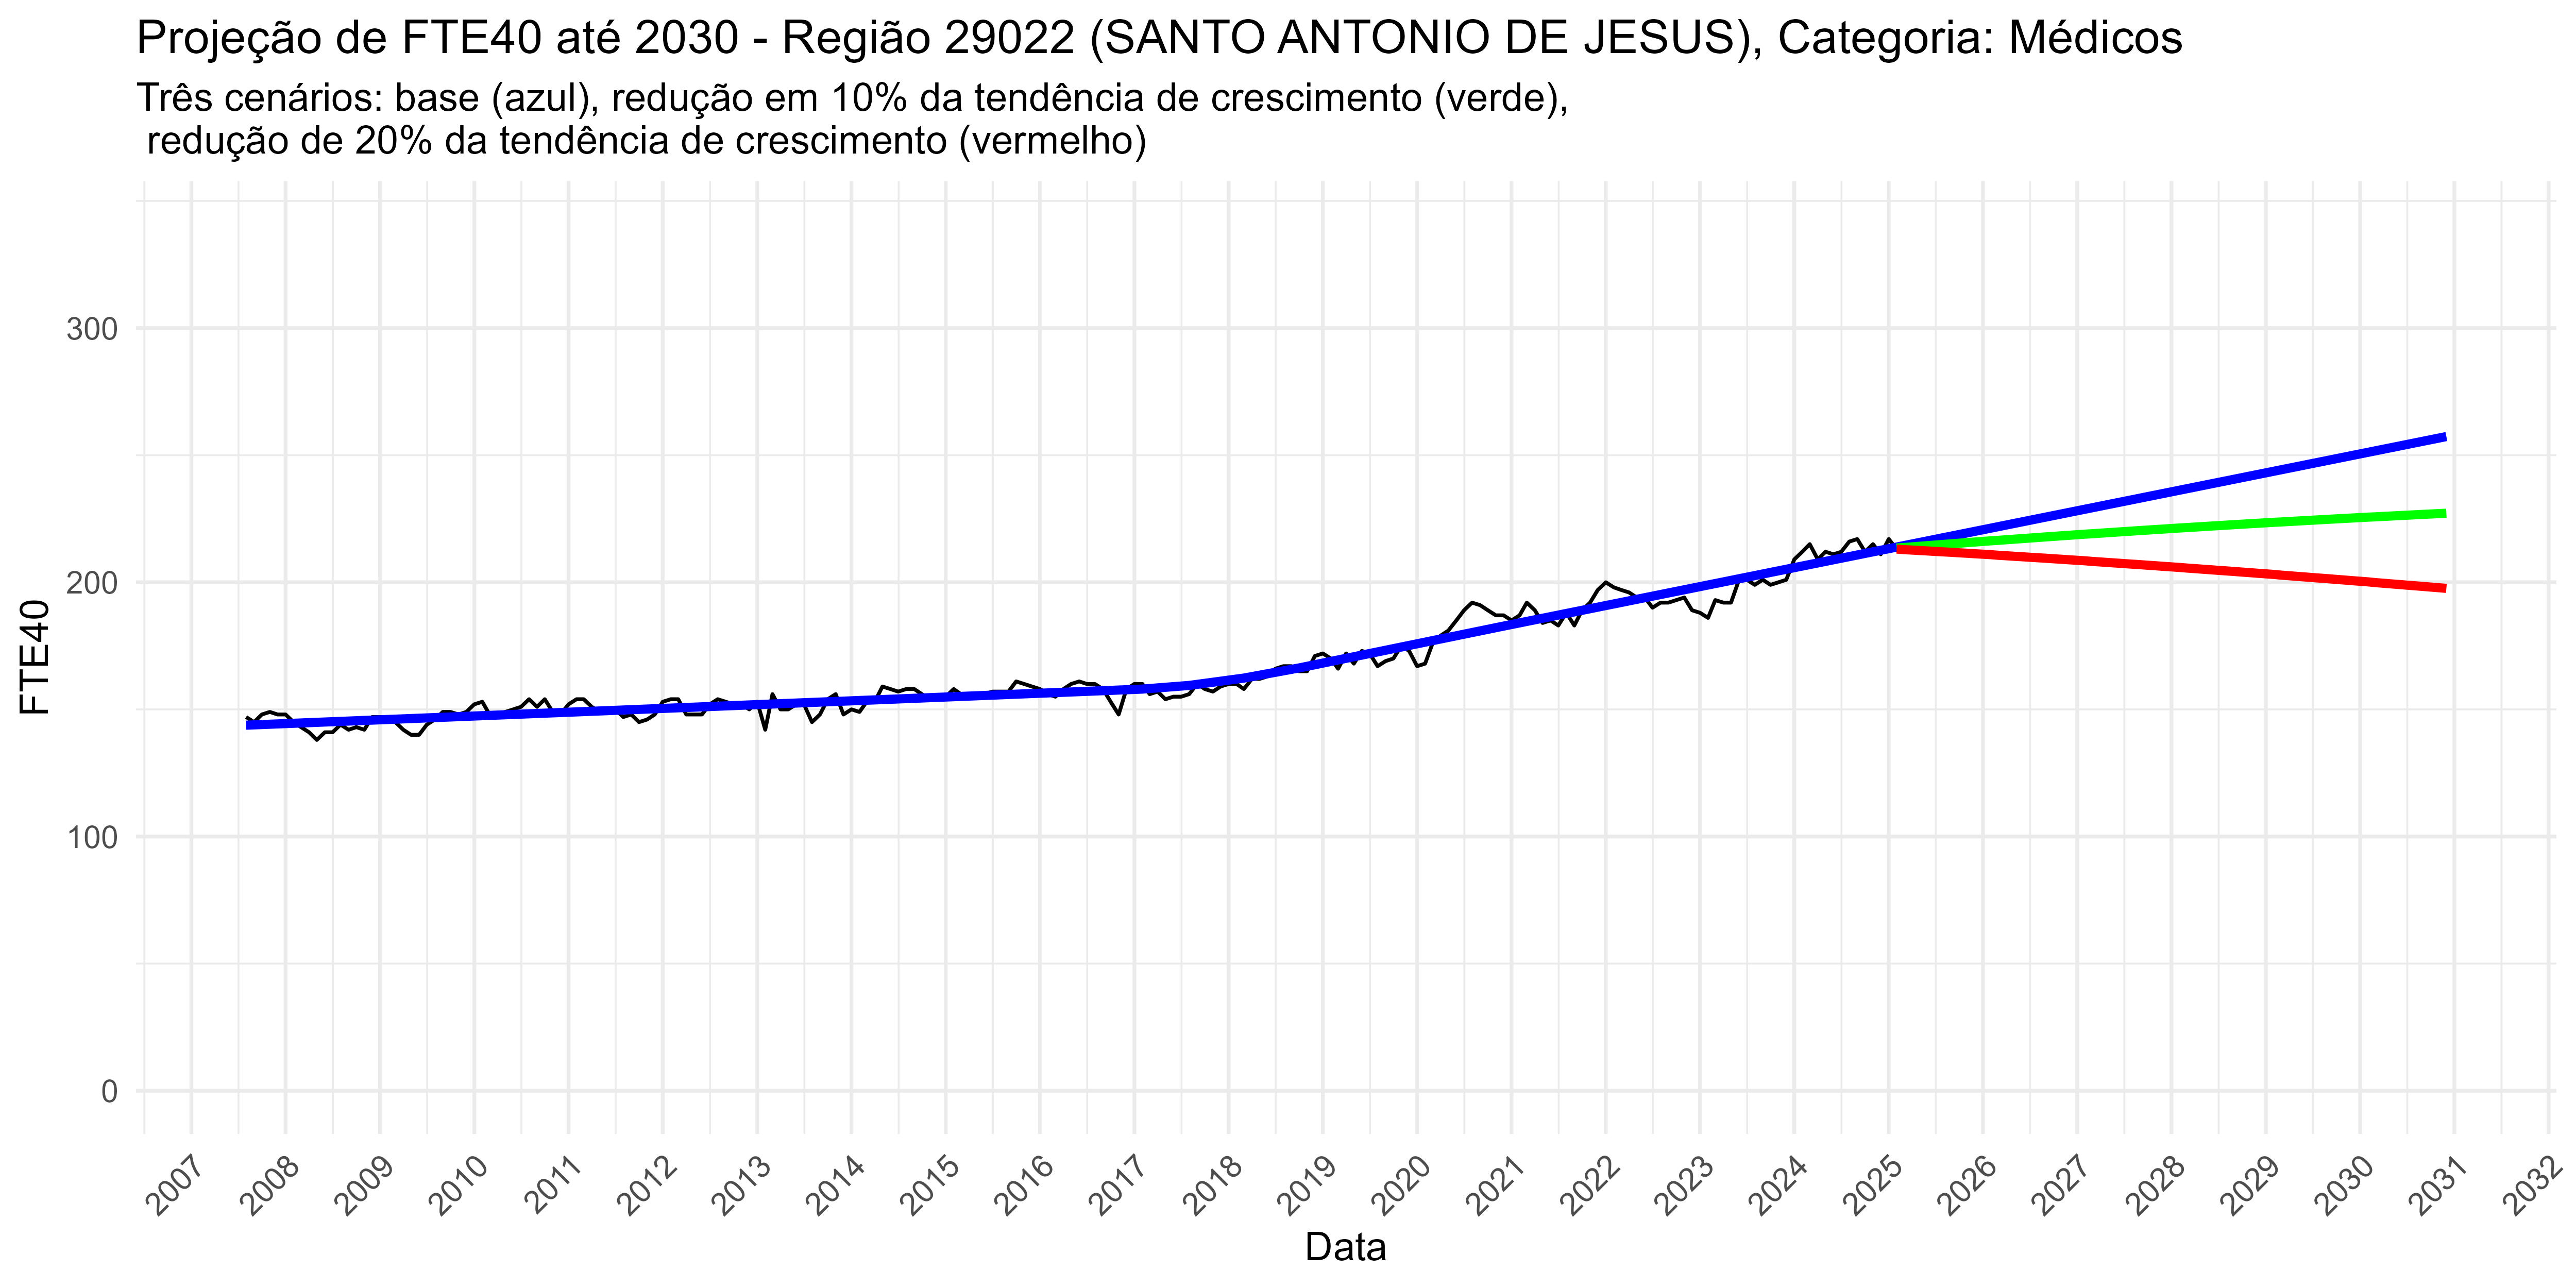 Projeção de FTE40 até 2030 - Região 29022 (SANTO ANTONIO DE JESUS), Categoria: Médicos
Três cenários: base (azul), redução em 10% da tendência de crescimento (verde),
redução de 20% da tendência de crescimento (vermelho)
FTE40
300
200
100
0
2007 2008 2009 2010 2011 2012 2013 2014 2015 2016 2017 2018 2019 2020 2021 2022 2023 2024 2025 2026 2027 2028 2029 2030 2031 2032
Data